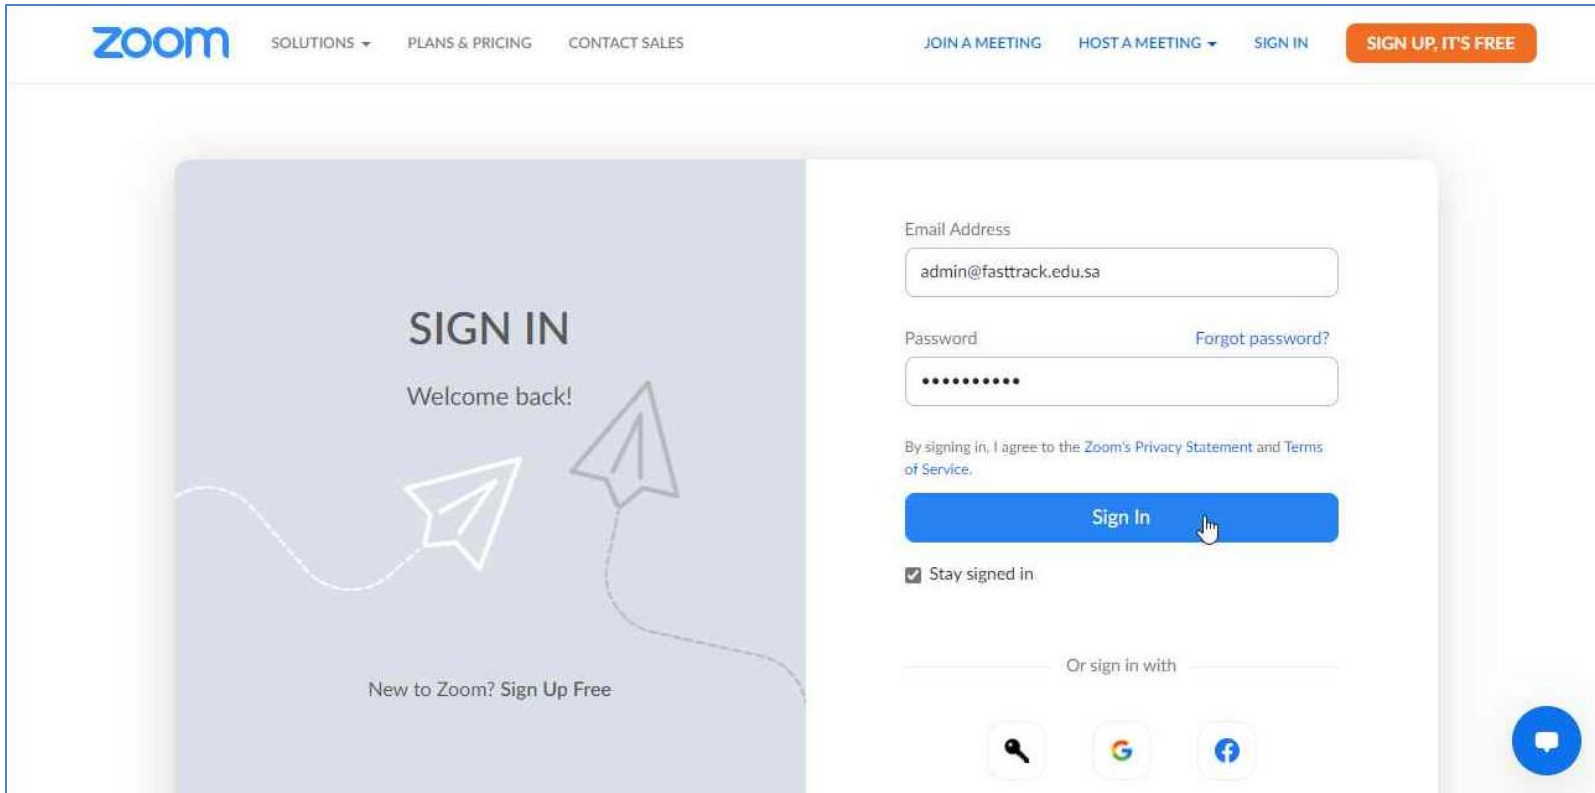 zoom SOLUTIONS PLANS & PRICING CONTACT SALES JOIN A MEETING HOST A MEETING SIGN IN SIGN UP, IT'S FREE
SIGN IN
Welcome back!
New to Zoom? Sign Up Free
Email Address
admin@fasttrack.edu.sa
Password Forgot password?
••••••••••
By signing in, I agree to the Zoom's Privacy Statement and Terms
of Service.
Sign In
Stay signed in
Or sign in with